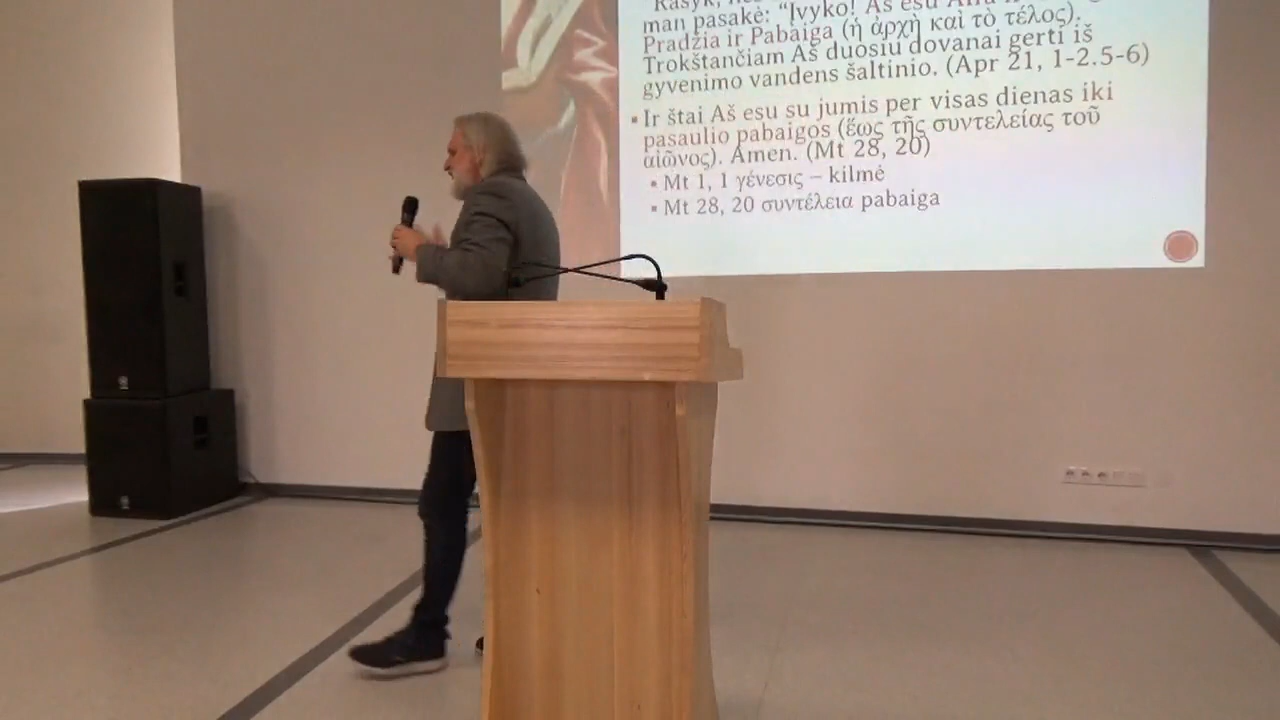 man pasakė: “Įvyko! Aš esu
Pradžia ir Pabaiga (ἡ ἀρχὴ καὶ τὸ τέλος).
Trokštančiam Aš duosiu dovanai gerti iš
gyvenimo vandens šaltinio. (Apr 21, 1-2.5-6)
▪ Ir štai Aš esu su jumis per visas dienas iki
pasaulio pabaigos (ἕως τῆς συντελείας τοῦ
αἰῶνος). Amen. (Mt 28, 20)
▪ Mt 1, 1 γένεσις – kilmė
▪ Mt 28, 20 συντέλεια pabaiga